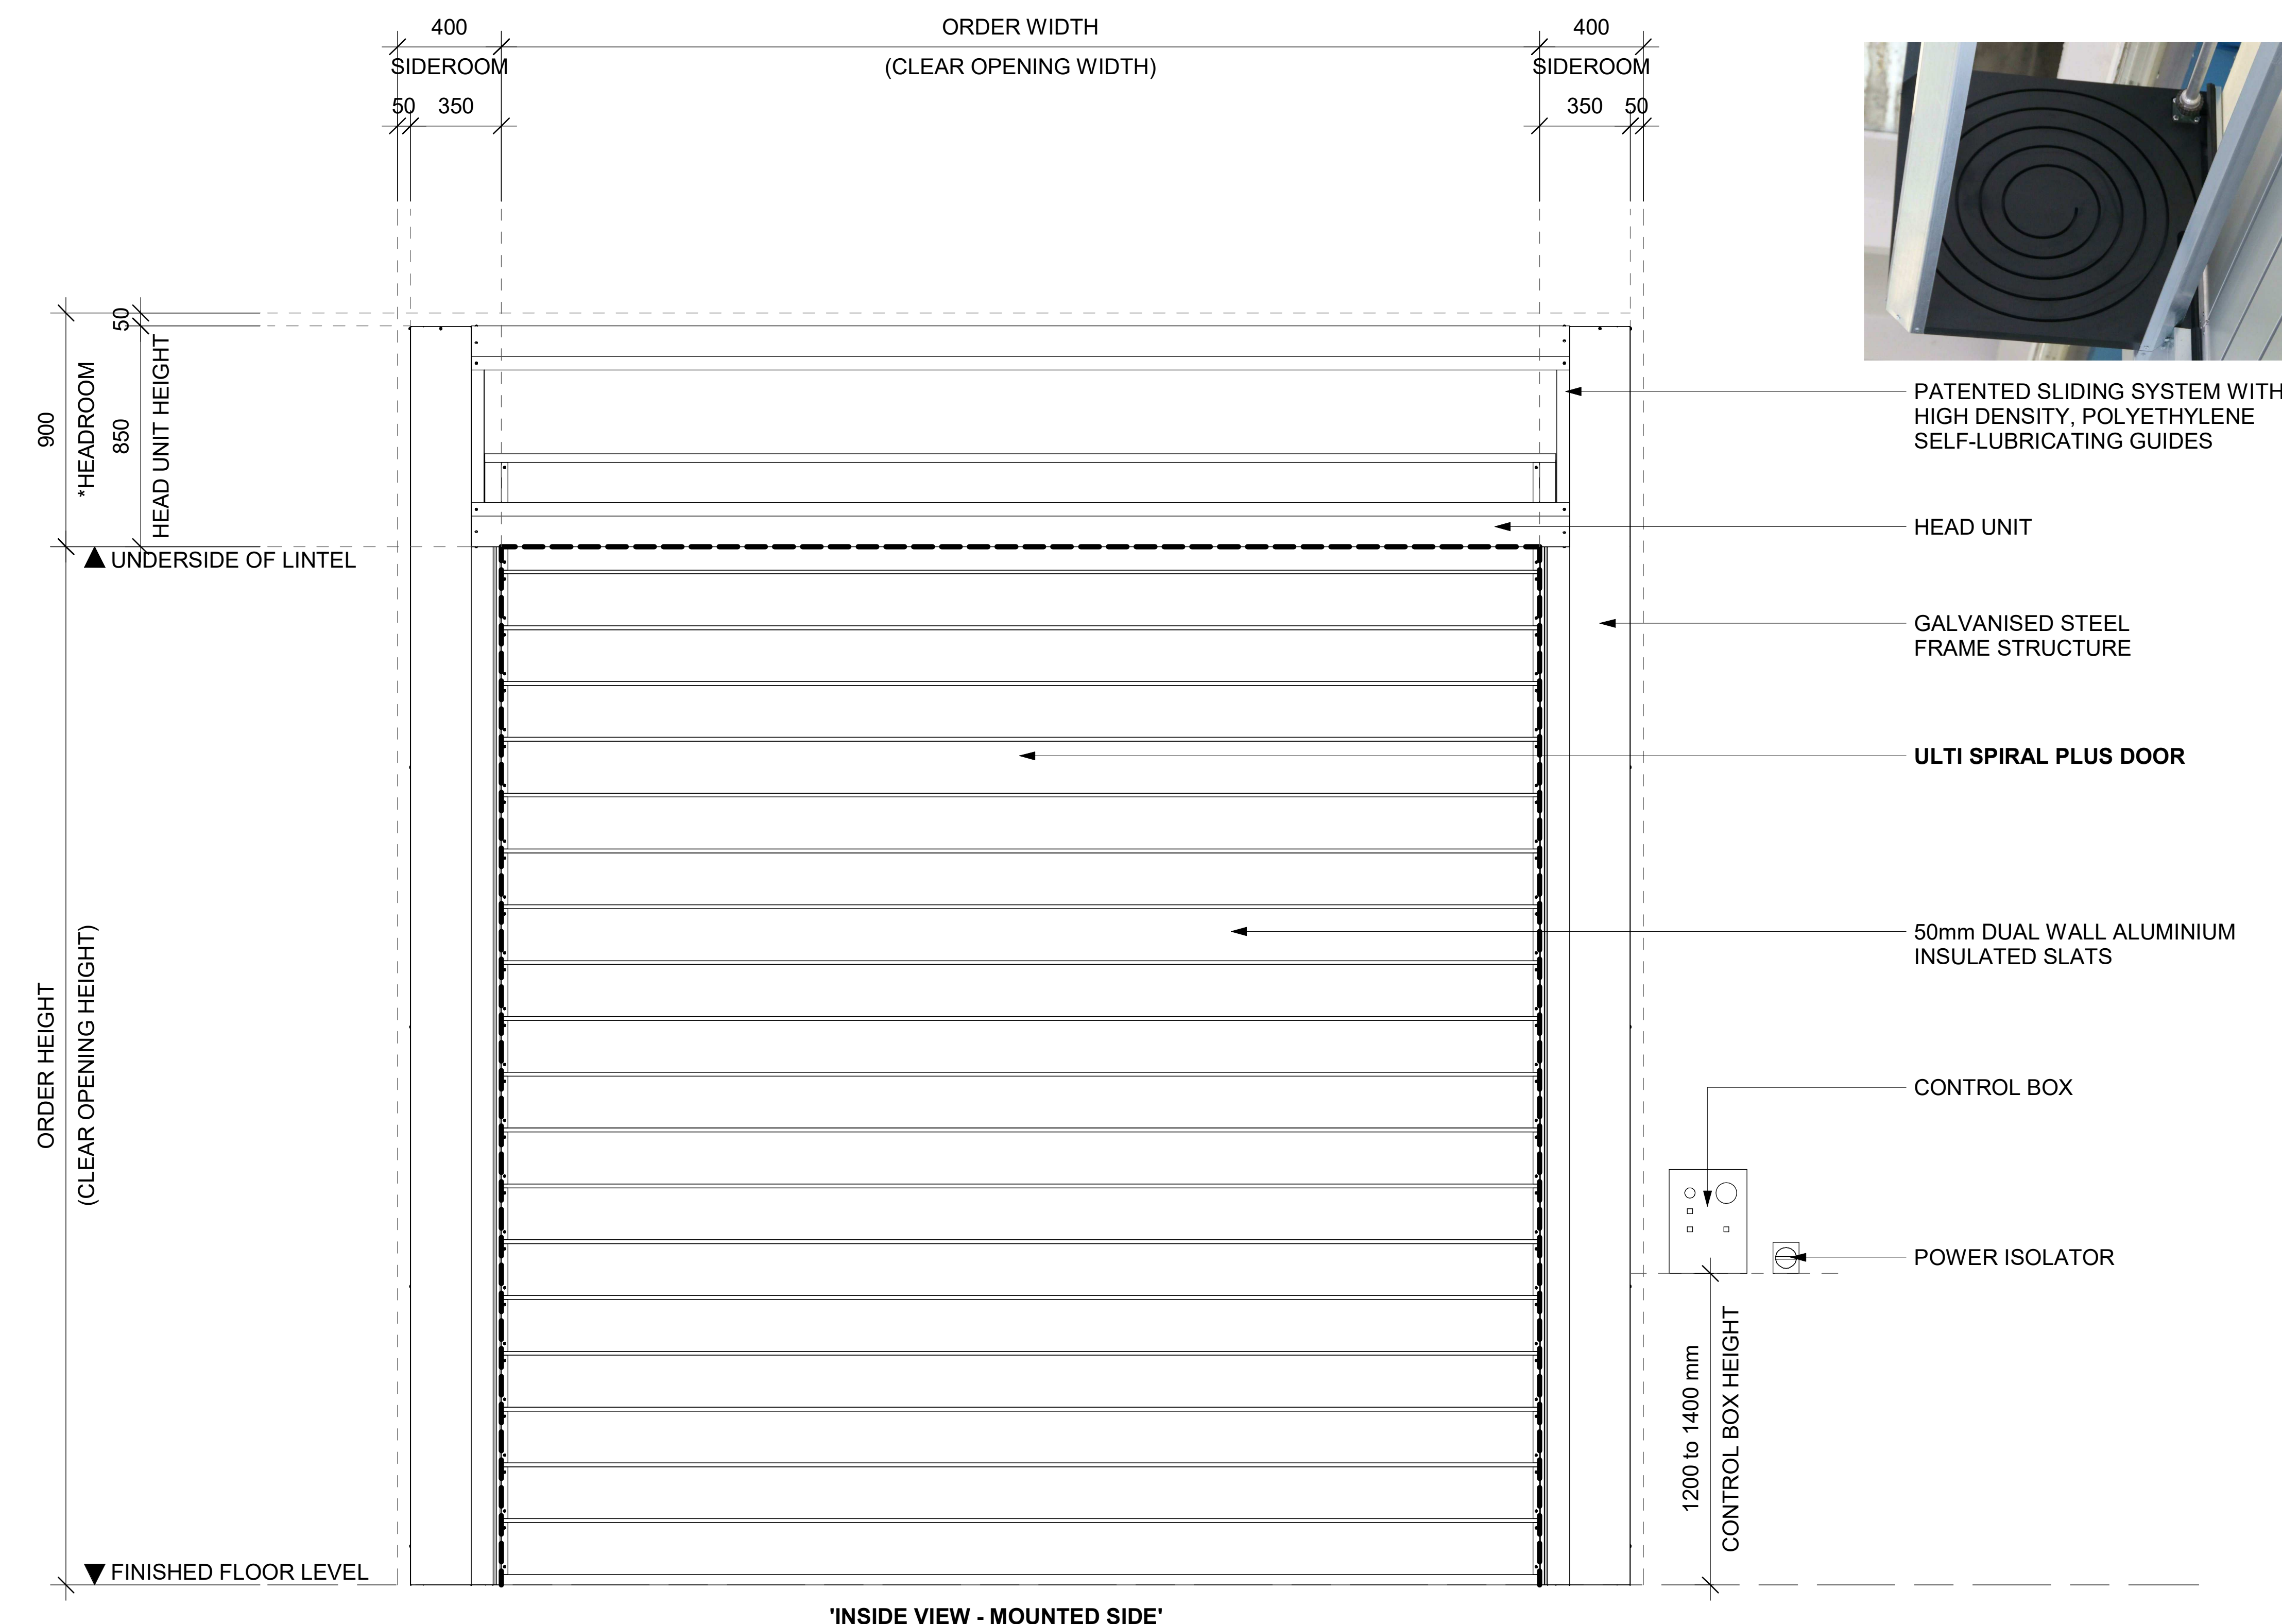 400
ORDER WIDTH
400
SIDEROOM
(CLEAR OPENING WIDTH)
SIDEROOM
50
350
350
50
50
900
*HEADROOM
850
HEAD UNIT HEIGHT
PATENTED SLIDING SYSTEM WITH
HIGH DENSITY, POLYETHYLENE
SELF-LUBRICATING GUIDES
HEAD UNIT
UNDERSIDE OF LINTEL
GALVANISED STEEL
FRAME STRUCTURE
ULTI SPIRAL PLUS DOOR
50mm DUAL WALL ALUMINIUM
INSULATED SLATS
ORDER HEIGHT
(CLEAR OPENING HEIGHT)
CONTROL BOX
POWER ISOLATOR
1200 to 1400 mm
CONTROL BOX HEIGHT
FINISHED FLOOR LEVEL
'INSIDE VIEW - MOUNTED SIDE'